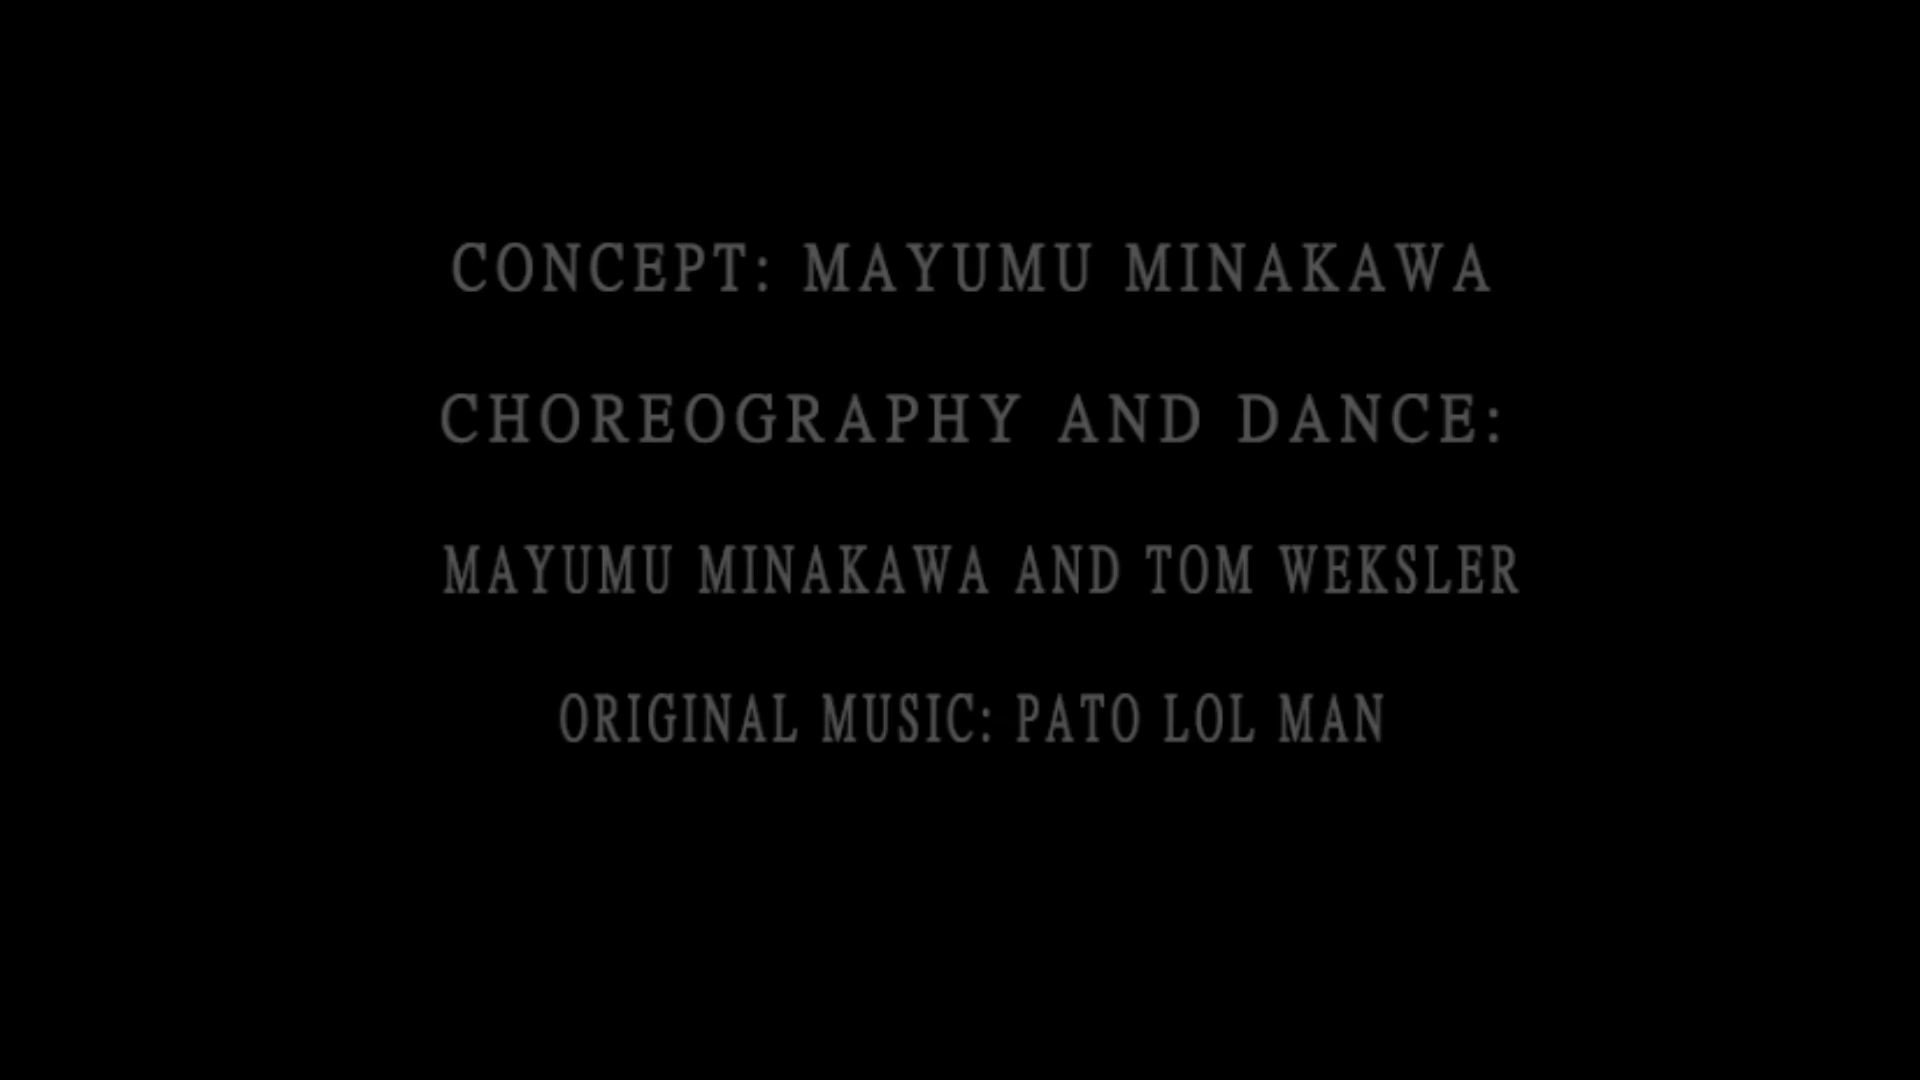 CONCEPT: MAYUMU MINAKAWA
CHOREOGRAPHY AND DANCE:
MAYUMU MINAKAWA AND TOM WEKSLER
ORIGINAL MUSIC: PATO LOL MAN